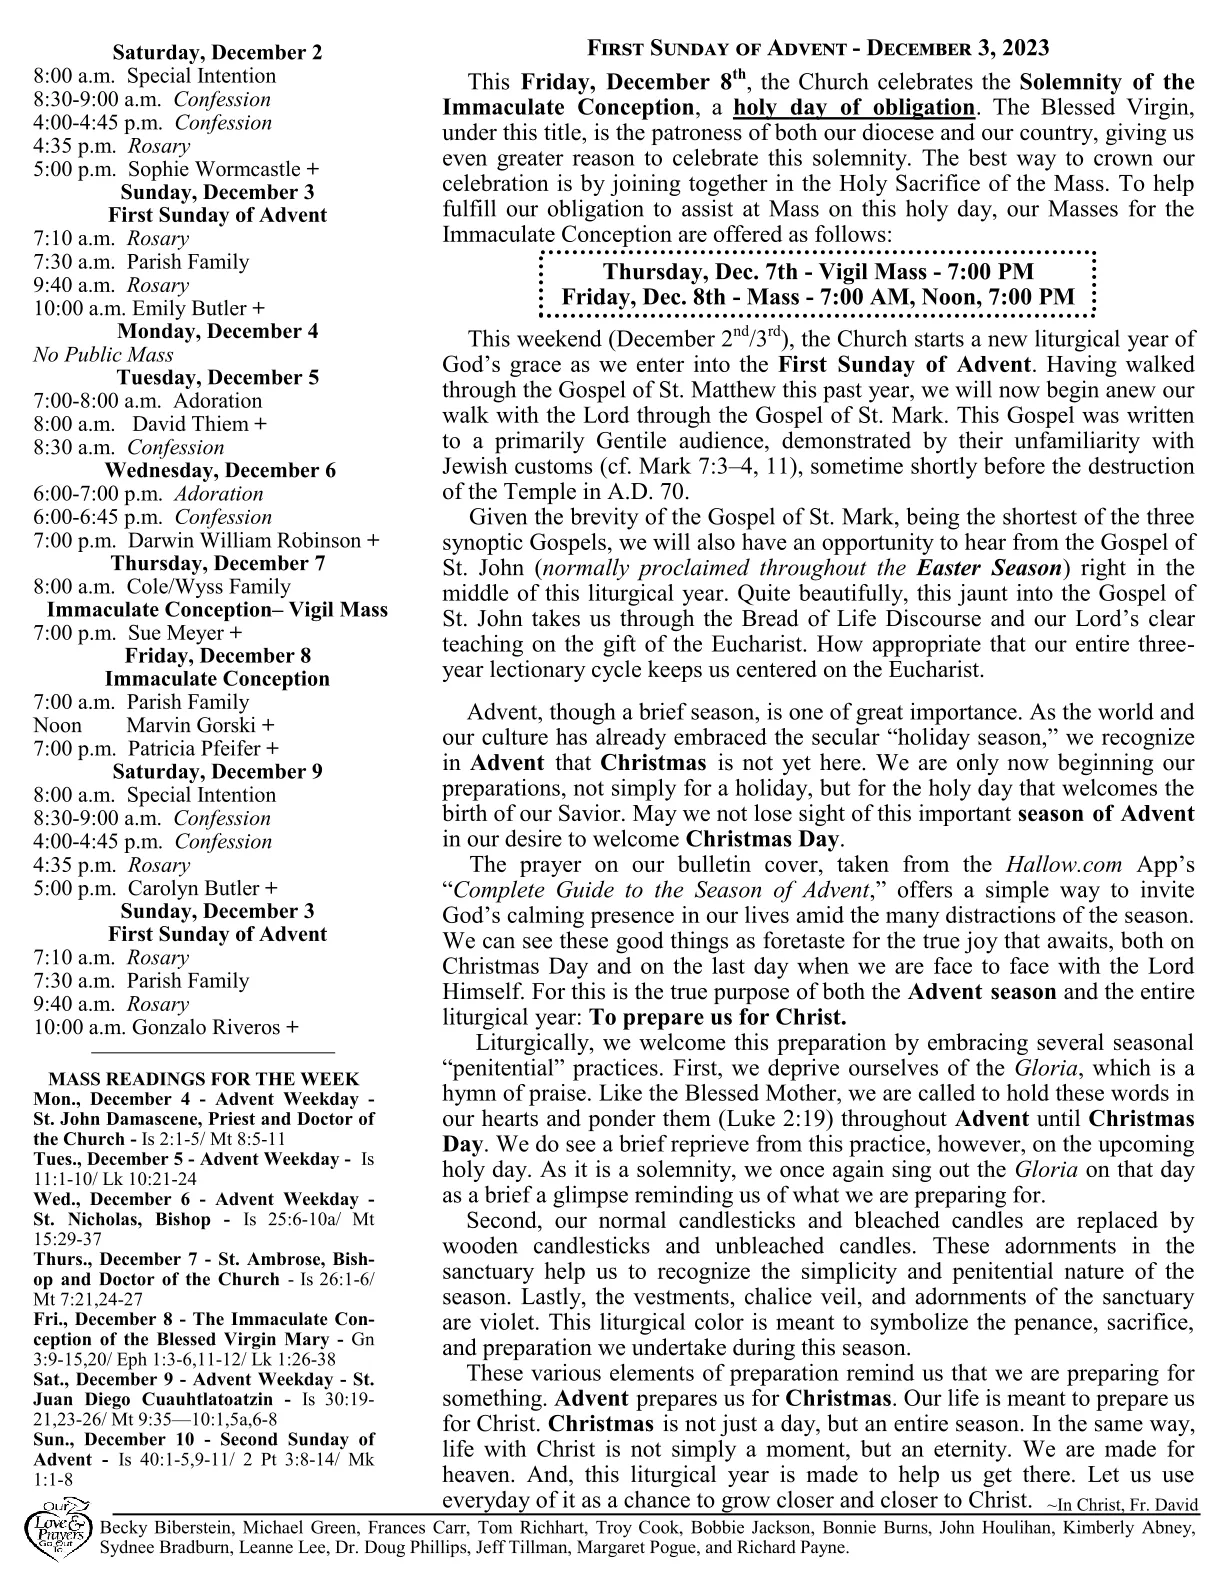 Saturday, December 2
8:00 a.m. Special Intention
8:30-9:00 a.m. Confession
4:00-4:45 p.m. Confession
4:35 p.m. Rosary
5:00 p.m. Sophie Wormcastle +
Sunday, December 3
First Sunday of Advent
7:10 a.m. Rosary
7:30 a.m. Parish Family
9:40 a.m. Rosary
10:00 a.m. Emily Butler +
Monday, December 4
No Public Mass
Tuesday, December 5
7:00-8:00 a.m. Adoration
8:00 a.m. David Thiem +
8:30 a.m. Confession
Wednesday, December 6
6:00-7:00 p.m. Adoration
6:00-6:45 p.m. Confession
7:00 p.m. Darwin William Robinson +
Thursday, December 7
8:00 a.m. Cole/Wyss Family
Immaculate Conception– Vigil Mass
7:00 p.m. Sue Meyer +
Friday, December 8
Immaculate Conception
7:00 a.m. Parish Family
Noon Marvin Gorski +
7:00 p.m. Patricia Pfeifer +
Saturday, December 9
8:00 a.m. Special Intention
8:30-9:00 a.m. Confession
4:00-4:45 p.m. Confession
4:35 p.m. Rosary
5:00 p.m. Carolyn Butler +
Sunday, December 3
First Sunday of Advent
7:10 a.m. Rosary
7:30 a.m. Parish Family
9:40 a.m. Rosary
10:00 a.m. Gonzalo Riveros +
MASS READINGS FOR THE WEEK
Mon., December 4 - Advent Weekday -
St. John Damascene, Priest and Doctor of
the Church - Is 2:1-5/ Mt 8:5-11
Tues., December 5 - Advent Weekday - Is
11:1-10/ Lk 10:21-24
Wed., December 6 - Advent Weekday -
St. Nicholas, Bishop - Is 25:6-10a/ Mt
15:29-37
Thurs., December 7 - St. Ambrose, Bish-
op and Doctor of the Church - Is 26:1-6/
Mt 7:21,24-27
Fri., December 8 - The Immaculate Con-
ception of the Blessed Virgin Mary - Gn
3:9-15,20/ Eph 1:3-6,11-12/ Lk 1:26-38
Sat., December 9 - Advent Weekday - St.
Juan Diego Cuauhtlatoatzin - Is 30:19-
21,23-26/ Mt 9:35—10:1,5a,6-8
Sun., December 10 - Second Sunday of
Advent - Is 40:1-5,9-11/ 2 Pt 3:8-14/ Mk
1:1-8
FIRST SUNDAY OF ADVENT - DECEMBER 3, 2023
This Friday, December 8th, the Church celebrates the Solemnity of the
Immaculate Conception, a holy day of obligation. The Blessed Virgin,
under this title, is the patroness of both our diocese and our country, giving us
even greater reason to celebrate this solemnity. The best way to crown our
celebration is by joining together in the Holy Sacrifice of the Mass. To help
fulfill our obligation to assist at Mass on this holy day, our Masses for the
Immaculate Conception are offered as follows:
Thursday, Dec. 7th - Vigil Mass - 7:00 PM
Friday, Dec. 8th - Mass - 7:00 AM, Noon, 7:00 PM
This weekend (December 2nd/3rd), the Church starts a new liturgical year of
God’s grace as we enter into the First Sunday of Advent. Having walked
through the Gospel of St. Matthew this past year, we will now begin anew our
walk with the Lord through the Gospel of St. Mark. This Gospel was written
to a primarily Gentile audience, demonstrated by their unfamiliarity with
Jewish customs (cf. Mark 7:3–4, 11), sometime shortly before the destruction
of the Temple in A.D. 70.
Given the brevity of the Gospel of St. Mark, being the shortest of the three
synoptic Gospels, we will also have an opportunity to hear from the Gospel of
St. John (normally proclaimed throughout the Easter Season) right in the
middle of this liturgical year. Quite beautifully, this jaunt into the Gospel of
St. John takes us through the Bread of Life Discourse and our Lord’s clear
teaching on the gift of the Eucharist. How appropriate that our entire three-
year lectionary cycle keeps us centered on the Eucharist.
Advent, though a brief season, is one of great importance. As the world and
our culture has already embraced the secular “holiday season,” we recognize
in Advent that Christmas is not yet here. We are only now beginning our
preparations, not simply for a holiday, but for the holy day that welcomes the
birth of our Savior. May we not lose sight of this important season of Advent
in our desire to welcome Christmas Day.
The prayer on our bulletin cover, taken from the Hallow.com App’s
“Complete Guide to the Season of Advent,” offers a simple way to invite
God’s calming presence in our lives amid the many distractions of the season.
We can see these good things as foretaste for the true joy that awaits, both on
Christmas Day and on the last day when we are face to face with the Lord
Himself. For this is the true purpose of both the Advent season and the entire
liturgical year: To prepare us for Christ.
Liturgically, we welcome this preparation by embracing several seasonal
“penitential” practices. First, we deprive ourselves of the Gloria, which is a
hymn of praise. Like the Blessed Mother, we are called to hold these words in
our hearts and ponder them (Luke 2:19) throughout Advent until Christmas
Day. We do see a brief reprieve from this practice, however, on the upcoming
holy day. As it is a solemnity, we once again sing out the Gloria on that day
as a brief a glimpse reminding us of what we are preparing for.
Second, our normal candlesticks and bleached candles are replaced by
wooden candlesticks and unbleached candles. These adornments in the
sanctuary help us to recognize the simplicity and penitential nature of the
season. Lastly, the vestments, chalice veil, and adornments of the sanctuary
are violet. This liturgical color is meant to symbolize the penance, sacrifice,
and preparation we undertake during this season.
These various elements of preparation remind us that we are preparing for
something. Advent prepares us for Christmas. Our life is meant to prepare us
for Christ. Christmas is not just a day, but an entire season. In the same way,
life with Christ is not simply a moment, but an eternity. We are made for
heaven. And, this liturgical year is made to help us get there. Let us use
everyday of it as a chance to grow closer and closer to Christ. ~In Christ, Fr. David
Our
Love &
Prayers
Go Out
To
Becky Biberstein, Michael Green, Frances Carr, Tom Richhart, Troy Cook, Bobbie Jackson, Bonnie Burns, John Houlihan, Kimberly Abney,
Sydnee Bradburn, Leanne Lee, Dr. Doug Phillips, Jeff Tillman, Margaret Pogue, and Richard Payne.